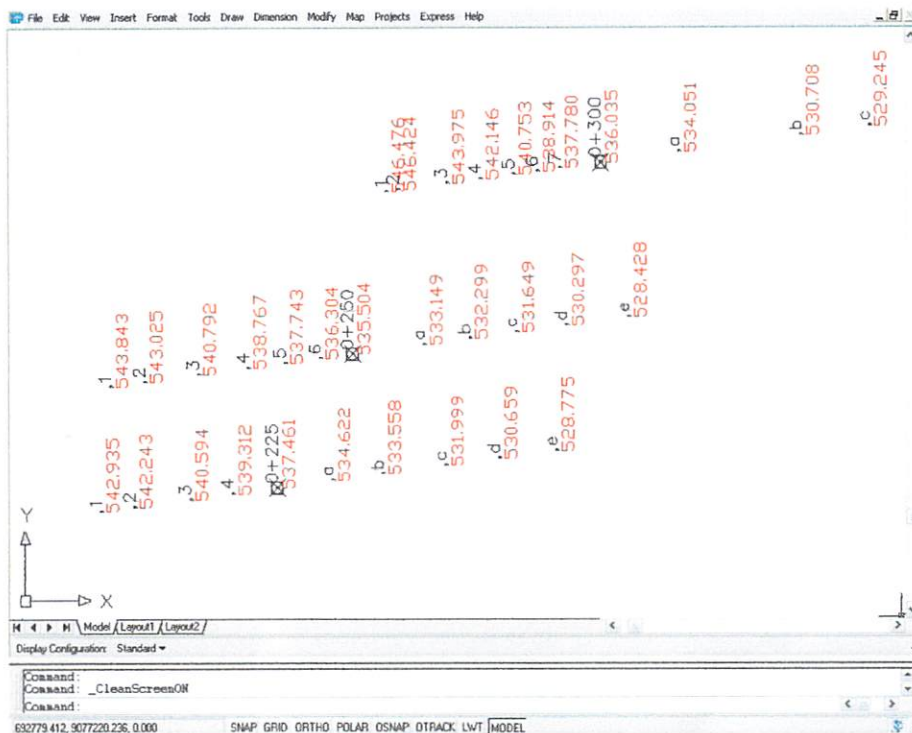 File Edit View Insert Format Tools Draw Dimension Modify Map Projects Express Help
,1 546.476
,2 546.424
,3 543.975
,4 542.146
,5 540.753
,6 538.914
,7 537.780
0+300 536.035
,a 534.051
,b 530.708
,c 529.245
,1 543.843
,2 543.025
,3 540.792
,4 538.767
,5 537.743
,6 536.304
0+250 535.504
,a 533.149
,b 532.299
,c 531.649
,d 530.297
,e 528.428
,1 542.935
,2 542.243
,3 540.594
,4 539.312
0+225 537.461
,a 534.622
,b 533.558
,c 531.999
,d 530.659
,e 528.775
Y
X
Model Layout1 Layout2
Display Configuration: Standard
Command:
Command: _CleanScreenON
Command:
692779.412, 9077220.236, 0.000 SNAP GRID ORTHO POLAR OSNAP OTRACK LWT MODEL